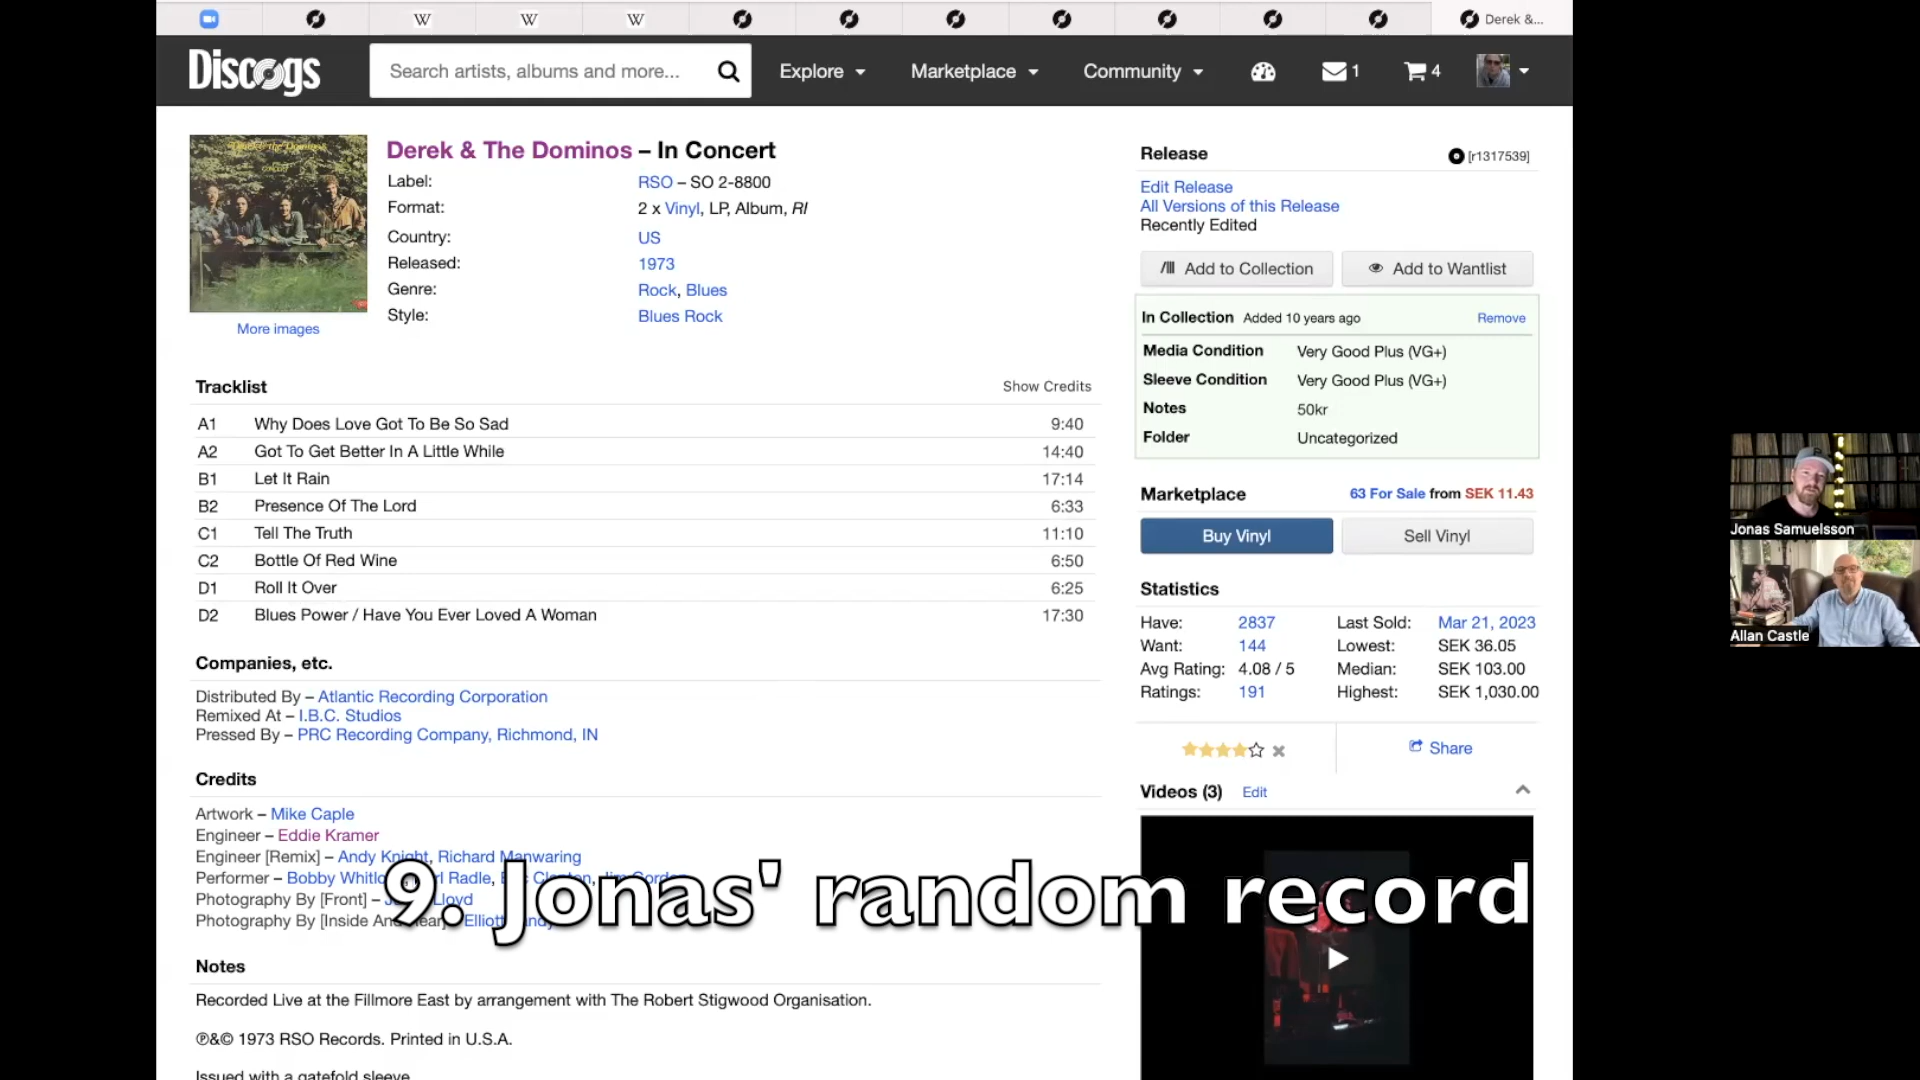 Derek &...
Discogs
Search artists, albums and more...
Explore
Marketplace
Community
1
4
Derek & The Dominos – In Concert
Label: RSO – SO 2-8800
Format: 2 x Vinyl, LP, Album, RI
Country: US
Released: 1973
Genre: Rock, Blues
Style: Blues Rock
More images
Tracklist
Show Credits
A1 Why Does Love Got To Be So Sad 9:40
A2 Got To Get Better In A Little While 14:40
B1 Let It Rain 17:14
B2 Presence Of The Lord 6:33
C1 Tell The Truth 11:10
C2 Bottle Of Red Wine 6:50
D1 Roll It Over 6:25
D2 Blues Power / Have You Ever Loved A Woman 17:30
Companies, etc.
Distributed By – Atlantic Recording Corporation
Remixed At – I.B.C. Studios
Pressed By – PRC Recording Company, Richmond, IN
Credits
Artwork – Mike Caple
Engineer – Eddie Kramer
Engineer [Remix] – Andy Knight, Richard Manwaring
Performer – Bobby
Photography By [Front] –
Photography By [Inside
9. Jonas' random record
Notes
Recorded Live at the Fillmore East by arrangement with The Robert Stigwood Organisation.
℗&© 1973 RSO Records. Printed in U.S.A.
Issued with a gatefold sleeve
Release
[r1317539]
Edit Release
All Versions of this Release
Recently Edited
Add to Collection
Add to Wantlist
In Collection Added 10 years ago Remove
Media Condition Very Good Plus (VG+)
Sleeve Condition Very Good Plus (VG+)
Notes 50kr
Folder Uncategorized
Marketplace 63 For Sale from SEK 11.43
Buy Vinyl
Sell Vinyl
Statistics
Have: 2837 Last Sold: Mar 21, 2023
Want: 144 Lowest: SEK 36.05
Avg Rating: 4.08 / 5 Median: SEK 103.00
Ratings: 191 Highest: SEK 1,030.00
Share
Videos (3) Edit
Jonas Samuelsson
Allan Castle